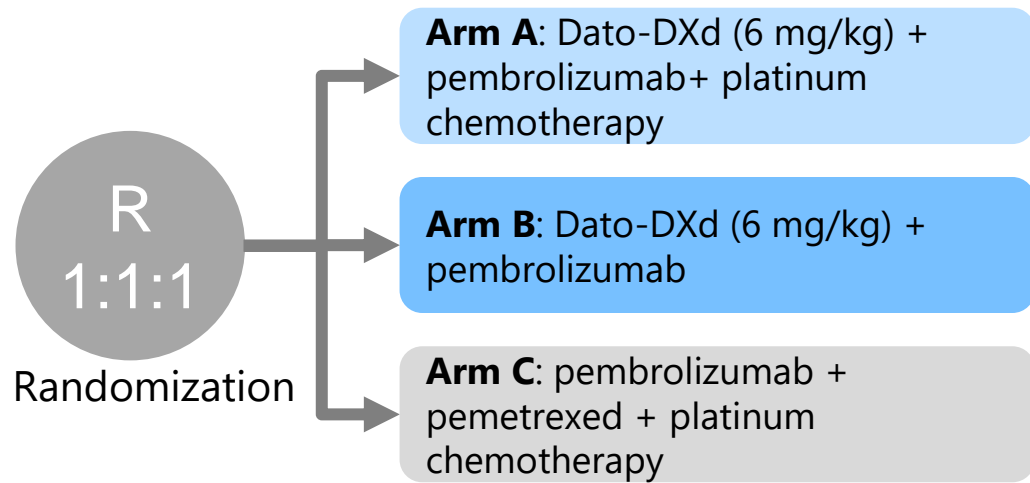 R
1:1:1
Randomization
Arm A: Dato-DXd (6 mg/kg) +
pembrolizumab+ platinum
chemotherapy
Arm B: Dato-DXd (6 mg/kg) +
pembrolizumab
Arm C: pembrolizumab +
pemetrexed + platinum
chemotherapy